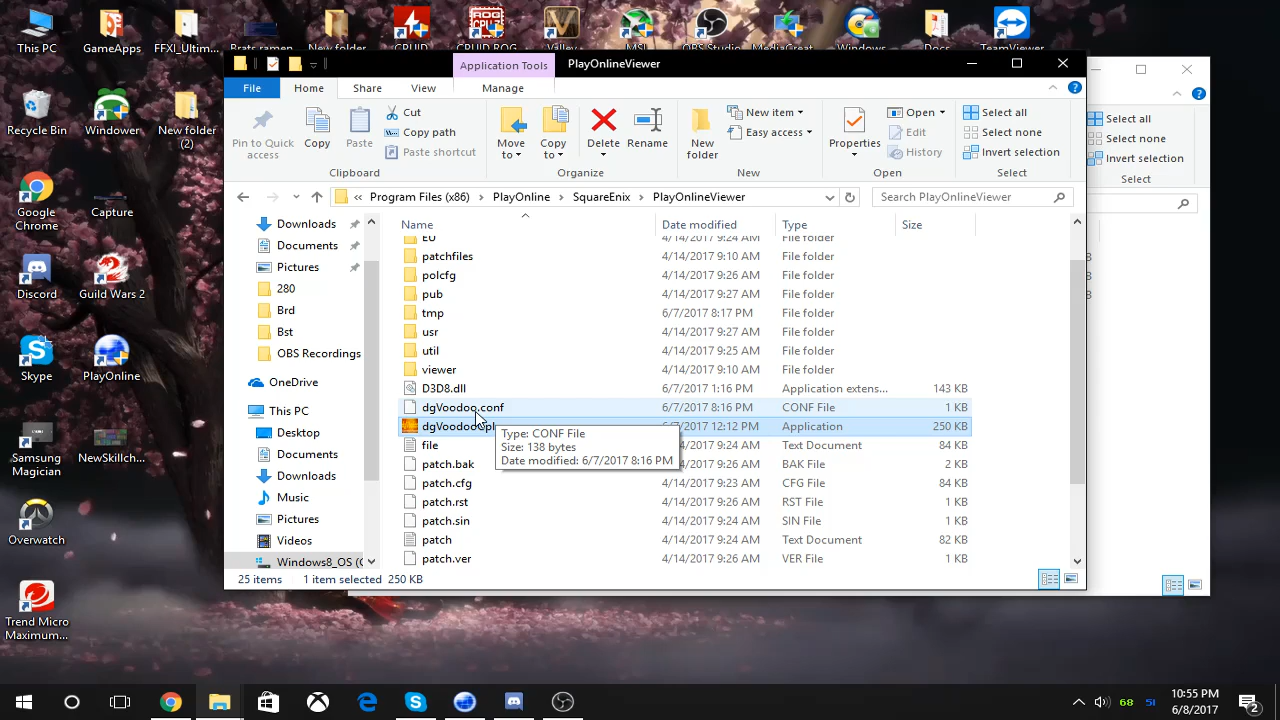 This PC
GameApps
FFXI_Ultim...
Brats ramen
New folder
CRUID
CRUID ROG
Valley
MSI
OBS Studio
MediaCreat...
Windows
Docs
TeamViewer
Application Tools
PlayOnlineViewer
File
Home
Share
View
Manage
Pin to Quick access
Copy
Paste
Cut
Copy path
Paste shortcut
Move to
Copy to
Delete
Rename
New folder
New item
Easy access
Properties
Open
Edit
History
Select all
Select none
Invert selection
Clipboard
Organize
New
Open
Select
Select all
Select none
Invert selection
Select
« Program Files (x86) > PlayOnline > SquareEnix > PlayOnlineViewer
Search PlayOnlineViewer
Name
Date modified
Type
Size
EU 4/14/2017 9:24 AM File folder
patchfiles 4/14/2017 9:10 AM File folder
polcfg 4/14/2017 9:26 AM File folder
pub 4/14/2017 9:27 AM File folder
tmp 6/7/2017 8:17 PM File folder
usr 4/14/2017 9:27 AM File folder
util 4/14/2017 9:25 AM File folder
viewer 4/14/2017 9:10 AM File folder
D3D8.dll 6/7/2017 1:16 PM Application extens... 143 KB
dgVoodoo.conf 6/7/2017 8:16 PM CONF File 1 KB
6/7/2017 12:12 PM Application 250 KB
file 4/14/2017 9:24 AM Text Document 84 KB
patch.bak 4/14/2017 9:24 AM BAK File 2 KB
patch.cfg 4/14/2017 9:23 AM CFG File 84 KB
patch.rst 4/14/2017 9:24 AM RST File 1 KB
patch.sin 4/14/2017 9:24 AM SIN File 1 KB
patch 4/14/2017 9:24 AM Text Document 82 KB
patch.ver 4/14/2017 9:26 AM VER File 1 KB
Type: CONF File
Size: 138 bytes
Date modified: 6/7/2017 8:16 PM
Downloads
Documents
Pictures
280
Brd
Bst
OBS Recordings
OneDrive
This PC
Desktop
Documents
Downloads
Music
Pictures
Videos
Windows8_OS (C
25 items
1 item selected 250 KB
Recycle Bin
Windower
New folder (2)
Google Chrome
Capture
Discord
Guild Wars 2
Skype
PlayOnline
Samsung Magician
NewSkillch...
Overwatch
Trend Micro Maximum...
68
51
10:55 PM
6/8/2017
2